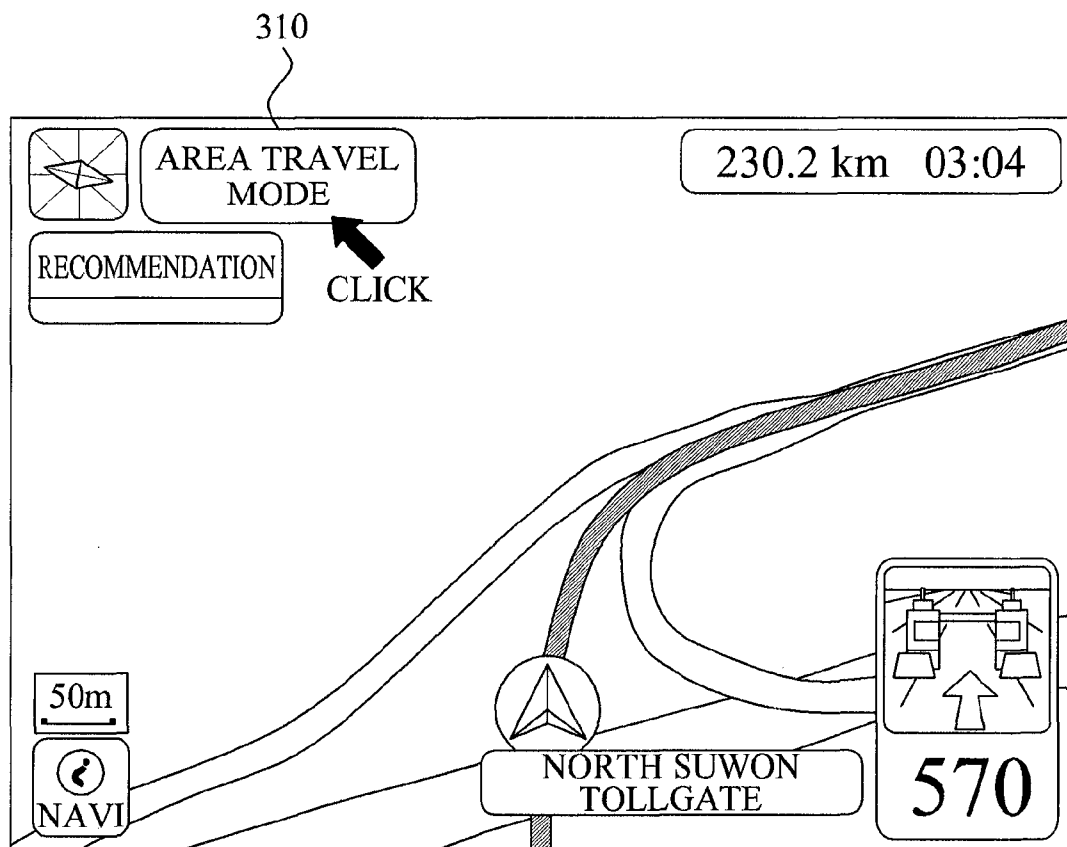 310
AREA TRAVEL
MODE
230.2 km 03:04
RECOMMENDATION
CLICK
50m
NAVI
NORTH SUWON
TOLLGATE
570